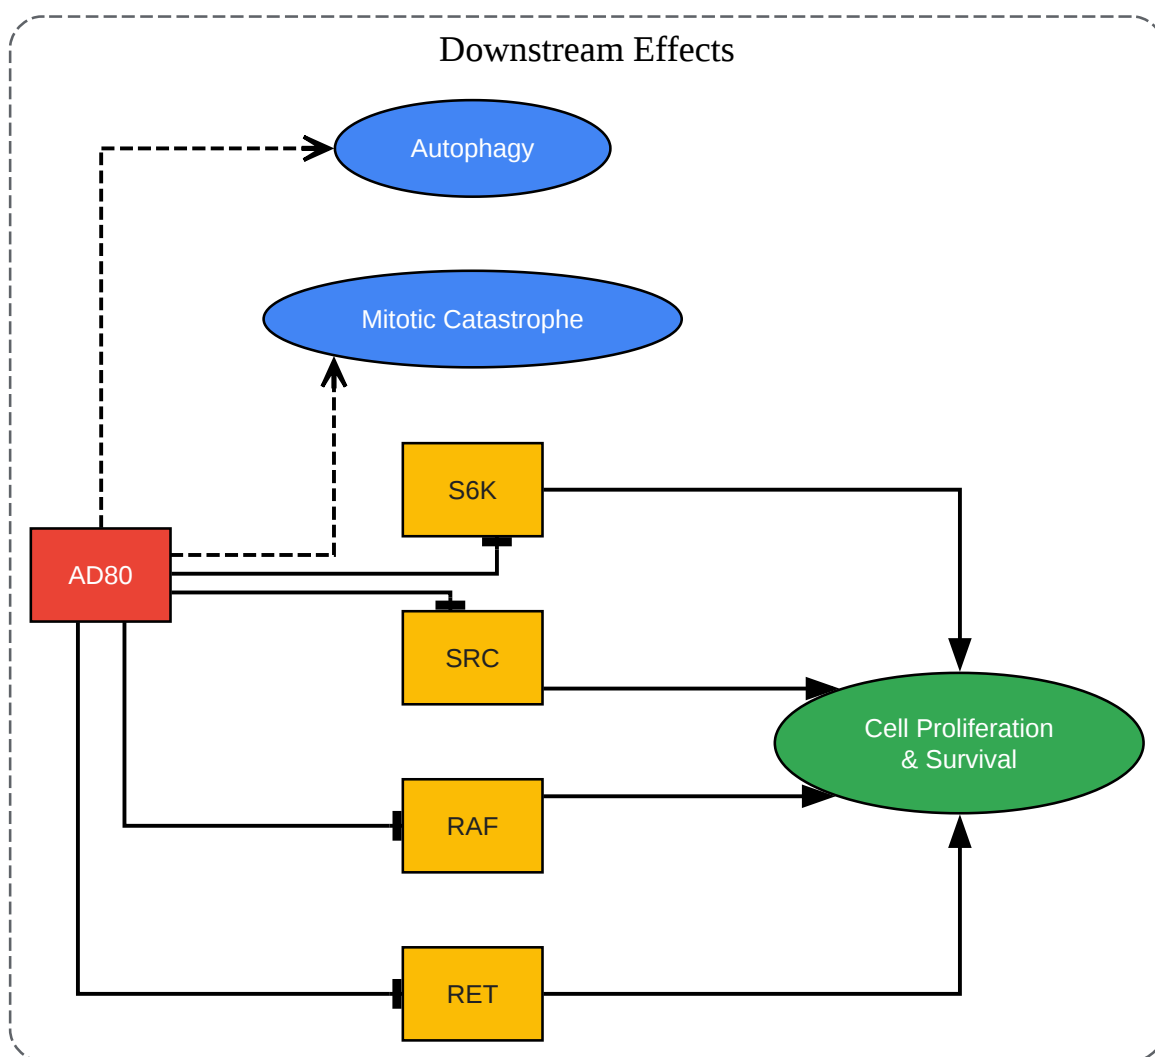 Downstream Effects
Autophagy
Mitotic Catastrophe
S6K
AD80
SRC
Cell Proliferation
& Survival
RAF
RET